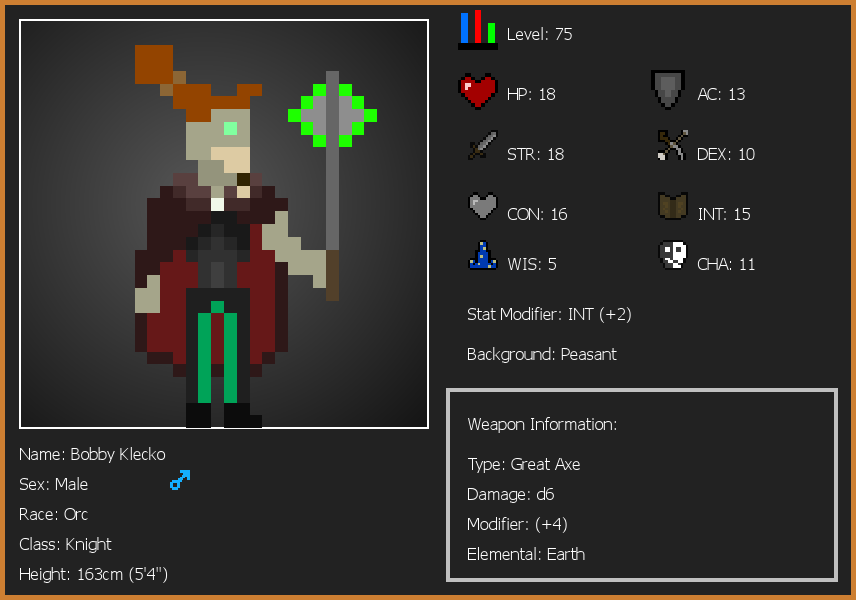 Level: 75
HP: 18
AC: 13
STR: 18
DEX: 10
CON: 16
INT: 15
WIS: 5
CHA: 11
Stat Modifier: INT (+2)
Background: Peasant
Weapon Information:
Type: Great Axe
Damage: d6
Modifier: (+4)
Elemental: Earth
Name: Bobby Klecko
Sex: Male
Race: Orc
Class: Knight
Height: 163cm (5'4")